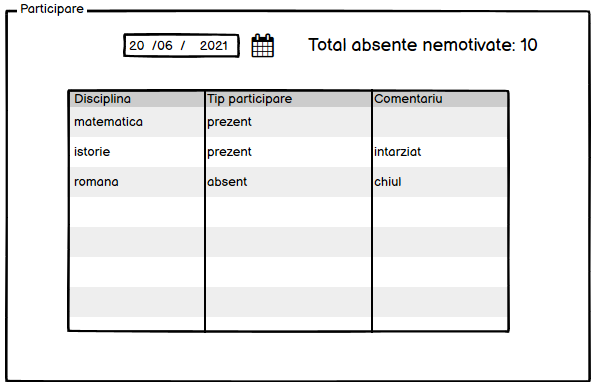 Participare
20 /06 / 2021
Total absente nemotivate: 10
Disciplina Tip participare Comentariu
matematica prezent
istorie prezent intarziat
romana absent chiul